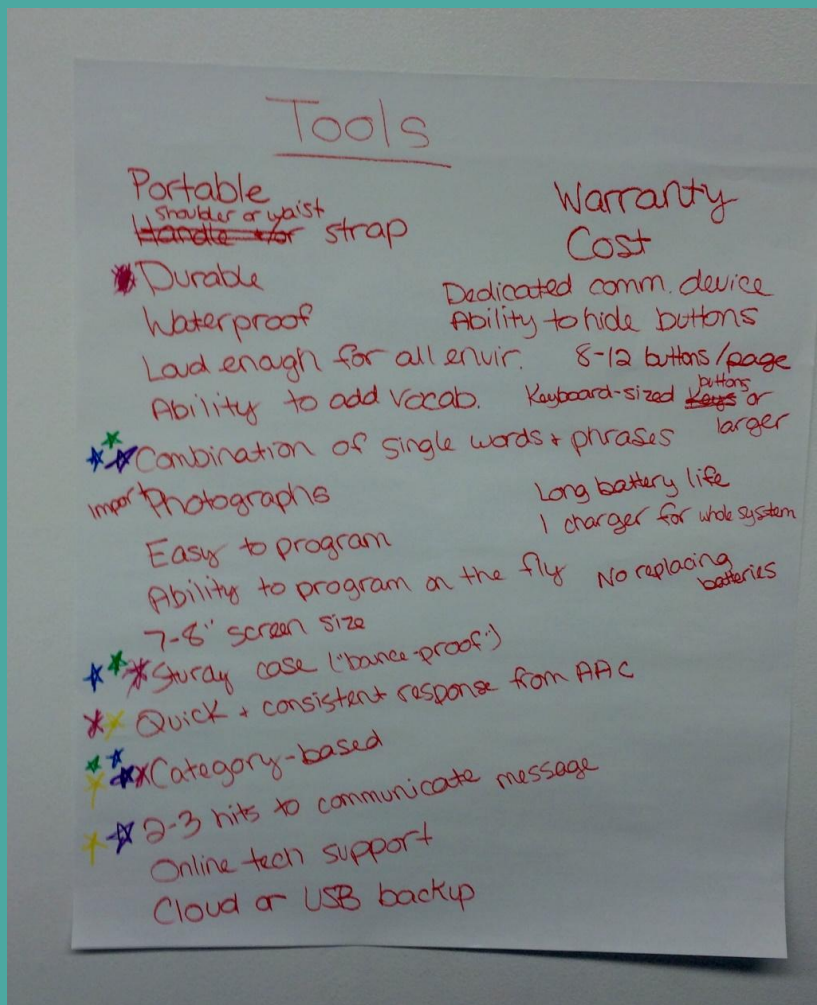 Tools
Portable
shoulder or waist
Handle +/or strap
Durable
Waterproof
Loud enough for all envir.
Ability to add vocab.
Combination of single words + phrases
Import Photographs
Easy to program
Ability to program on the fly
7-8" screen size
Sturdy case ("bounce-proof")
Quick + consistent response from AAC
Category-based
2-3 hits to communicate message
Online tech support
Cloud or USB backup
Warranty
Cost
Dedicated comm. device
Ability to hide buttons
8-12 buttons/page
buttons
Keyboard-sized Keys or
larger
Long battery life
1 charger for whole system
No replacing
batteries